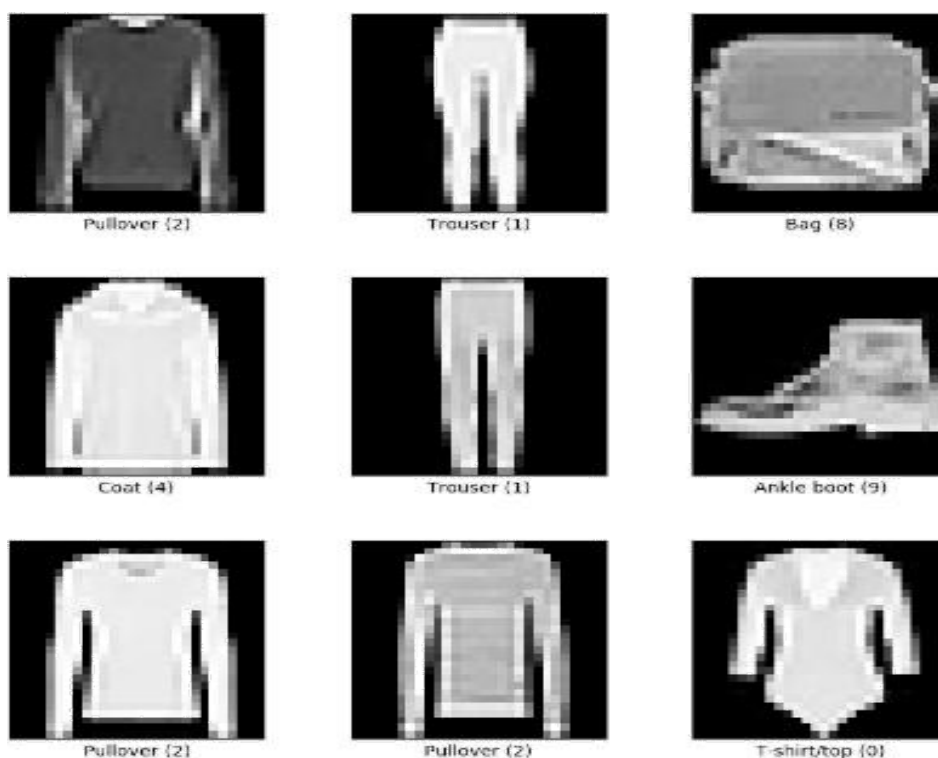 Pullover (2)
Trouser (1)
Bag (8)
Coat (4)
Trouser (1)
Ankle boot (9)
Pullover (2)
Pullover (2)
T-shirt/top (0)